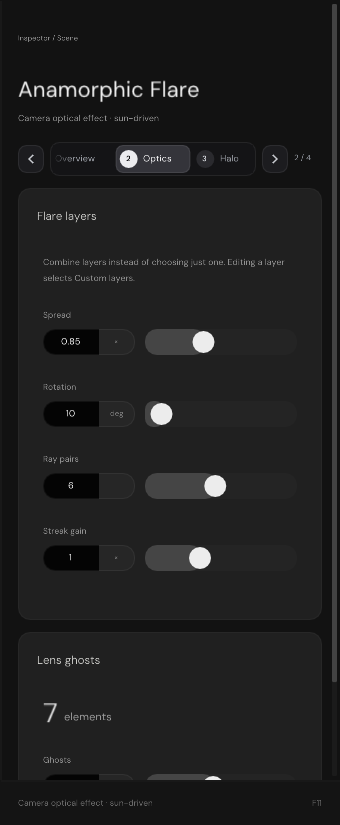 Inspector / Scene
Anamorphic Flare
Camera optical effect · sun-driven
Overview
2 Optics
3 Halo
2 / 4
Flare layers
Combine layers instead of choosing just one. Editing a layer
selects Custom layers.
Spread
0.85
Rotation
10 deg
Ray pairs
6
Streak gain
1
Lens ghosts
7 elements
Ghosts
Camera optical effect · sun-driven
F11